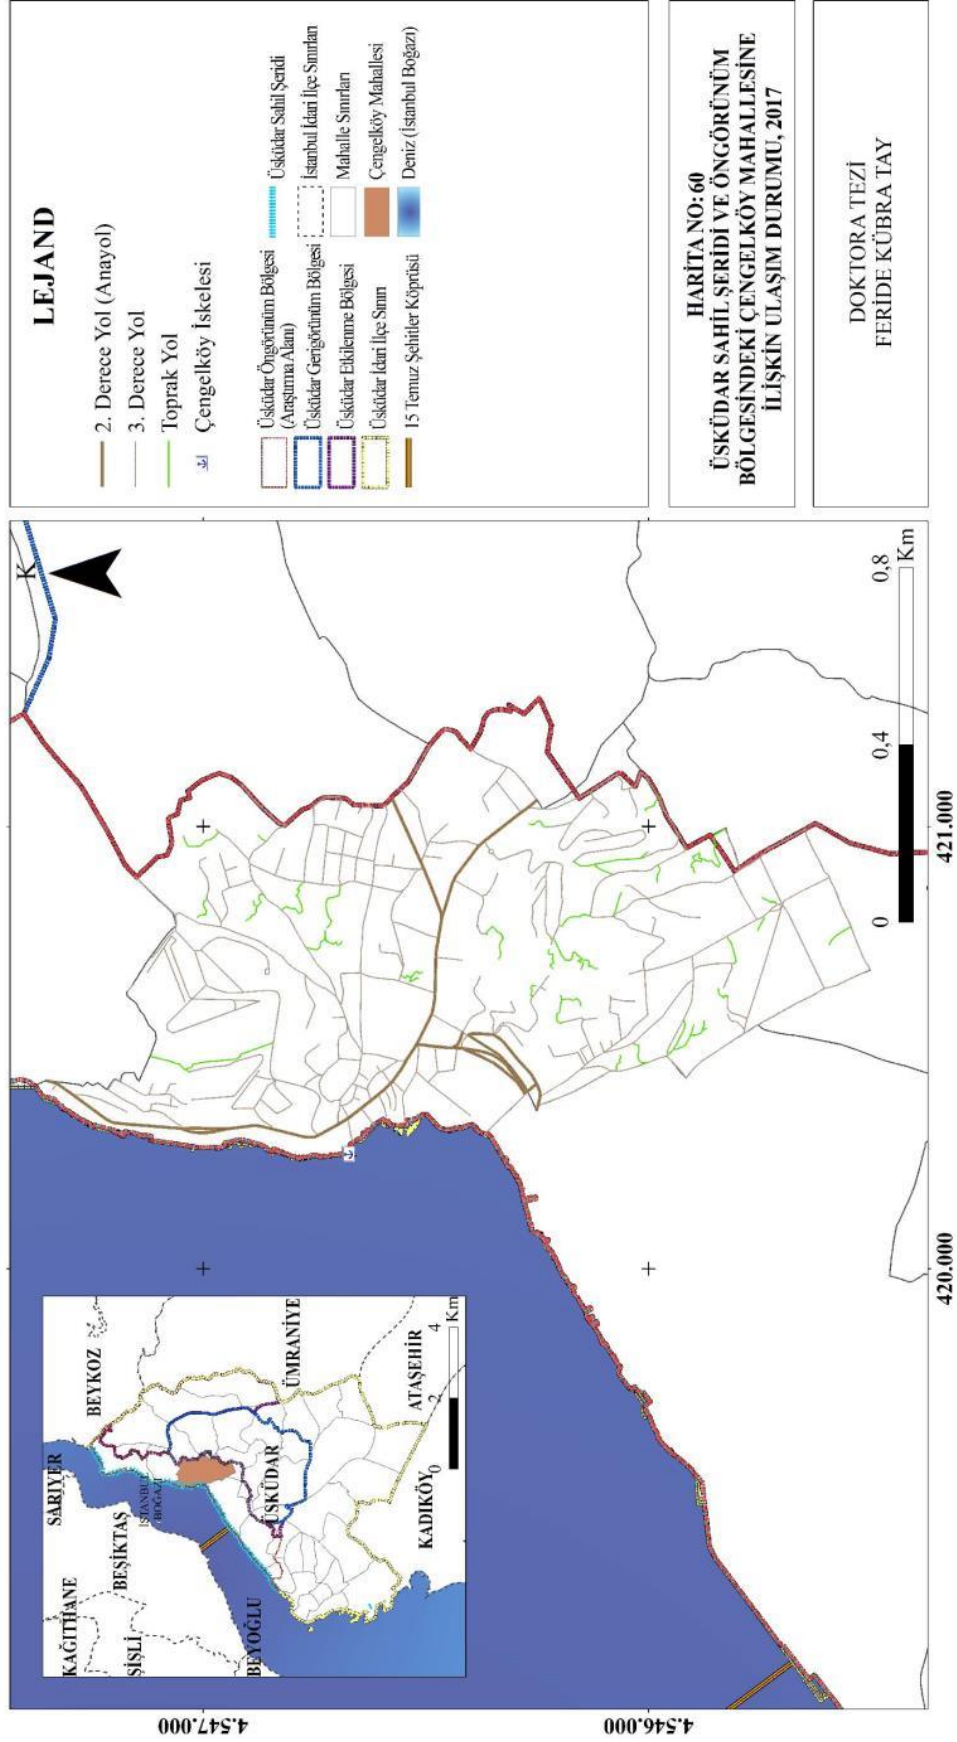 LEJAND
2. Derece Yol (Anayol)
3. Derece Yol
Toprak Yol
Çengelköy İskelesi
Üsküdar Öngörünüm Bölgesi
(Araştırma Alanı)
Üsküdar Gerigörünüm Bölgesi
Üsküdar Etkilenme Bölgesi
Üsküdar İdari İlçe Sınırı
15 Temuz Şehitler Köprüsü
Üsküdar Sahil Şeridi
İstanbul İdari İlçe Sınırları
Mahalle Sınırları
Çengelköy Mahallesi
Deniz (İstanbul Boğazı)
HARİTA NO: 60
ÜSKÜDAR SAHİL ŞERİDİ VE ÖNGÖRÜNÜM
BÖLGESİNDEKİ ÇENGELKÖY MAHALLESİNE
İLİŞKİN ULAŞIM DURUMU, 2017
DOKTORA TEZİ
FERİDE KÜBRA TAY
K
0 0,4 0,8
Km
4.547.000
4.546.000
420.000
421.000
SARIYER
BEYKOZ
KAĞITHANE
BEŞİKTAŞ
ŞİŞLİ
İSTANBUL
BOĞAZI
BEYOĞLU
ÜSKÜDAR
ÜMRANİYE
KADIKÖY
ATAŞEHİR
0 2 4
Km